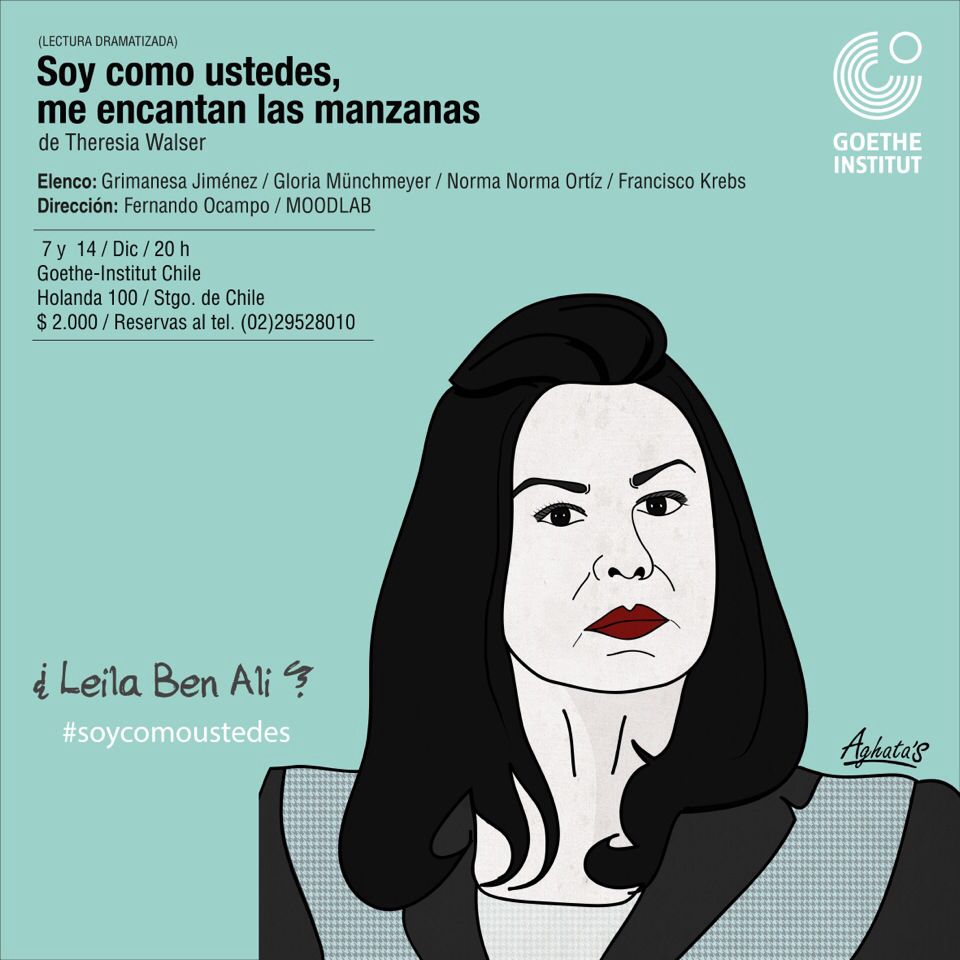 (LECTURA DRAMATIZADA)
Soy como ustedes,
me encantan las manzanas
de Theresia Walser
Elenco: Grimanesa Jiménez / Gloria Münchmeyer / Norma Norma Ortíz / Francisco Krebs
Dirección: Fernando Ocampo / MOODLAB
7 y 14 / Dic / 20 h
Goethe-Institut Chile
Holanda 100 / Stgo. de Chile
$ 2.000 / Reservas al tel. (02)29528010
GOETHE
INSTITUT
¿Leila Ben Ali?
#soycomoustedes
Aghata's